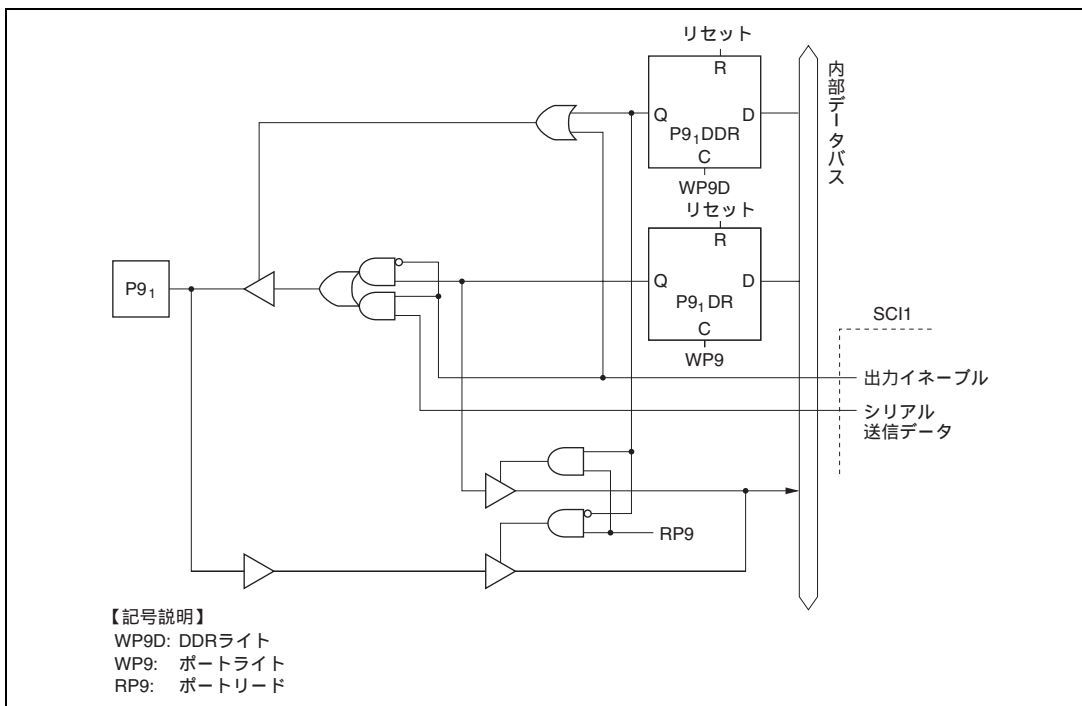 リセット
R
Q
D
P9₁DDR
C
WP9D
内部データバス
リセット
R
Q
D
P9₁DR
C
WP9
P9₁
SCI1
出力イネーブル
シリアル
送信データ
RP9
【記号説明】
WP9D: DDRライト
WP9: ポートライト
RP9: ポートリード